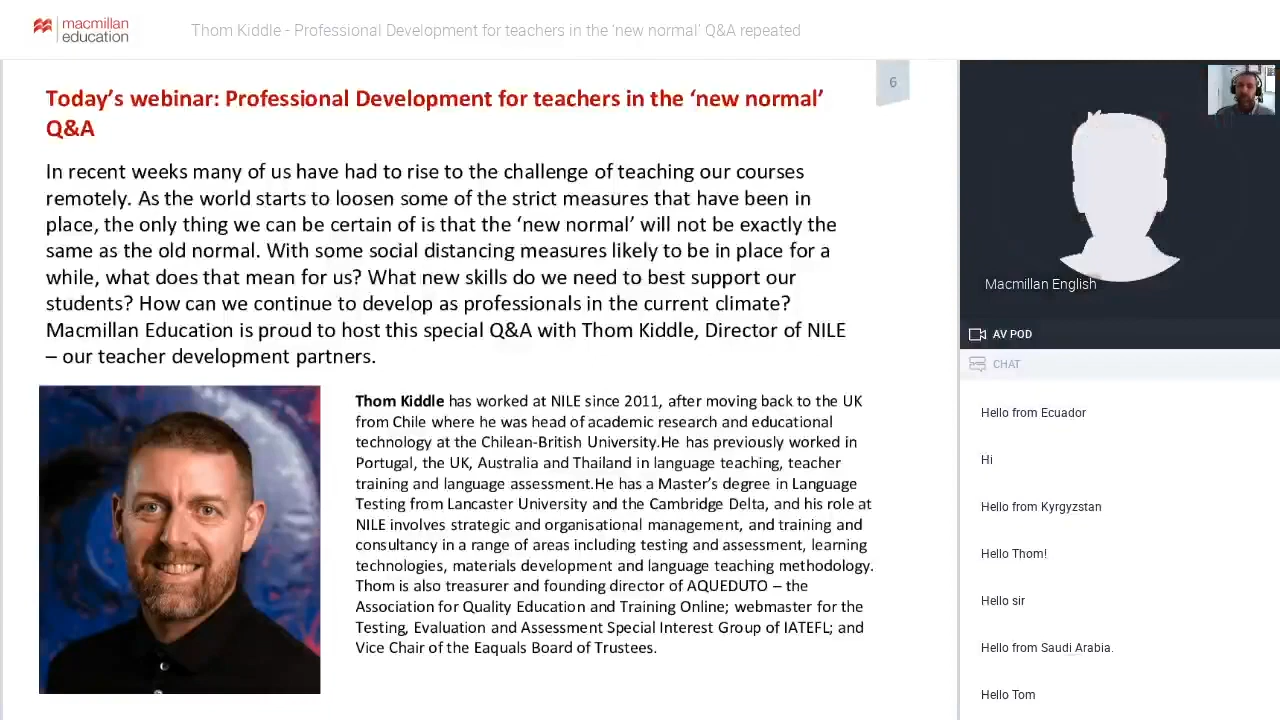 macmillan
education
Thom Kiddle - Professional Development for teachers in the 'new normal' Q&A repeated
6
Today's webinar: Professional Development for teachers in the 'new normal'
Q&A
In recent weeks many of us have had to rise to the challenge of teaching our courses
remotely. As the world starts to loosen some of the strict measures that have been in
place, the only thing we can be certain of is that the 'new normal' will not be exactly the
same as the old normal. With some social distancing measures likely to be in place for a
while, what does that mean for us? What new skills do we need to best support our
students? How can we continue to develop as professionals in the current climate?
Macmillan Education is proud to host this special Q&A with Thom Kiddle, Director of NILE
– our teacher development partners.
Thom Kiddle has worked at NILE since 2011, after moving back to the UK
from Chile where he was head of academic research and educational
technology at the Chilean-British University.He has previously worked in
Portugal, the UK, Australia and Thailand in language teaching, teacher
training and language assessment.He has a Master's degree in Language
Testing from Lancaster University and the Cambridge Delta, and his role at
NILE involves strategic and organisational management, and training and
consultancy in a range of areas including testing and assessment, learning
technologies, materials development and language teaching methodology.
Thom is also treasurer and founding director of AQUEDUTO – the
Association for Quality Education and Training Online; webmaster for the
Testing, Evaluation and Assessment Special Interest Group of IATEFL; and
Vice Chair of the Eaquals Board of Trustees.
Macmillan English
AV POD
CHAT
Hello from Ecuador
Hi
Hello from Kyrgyzstan
Hello Thom!
Hello sir
Hello from Saudi Arabia.
Hello Tom